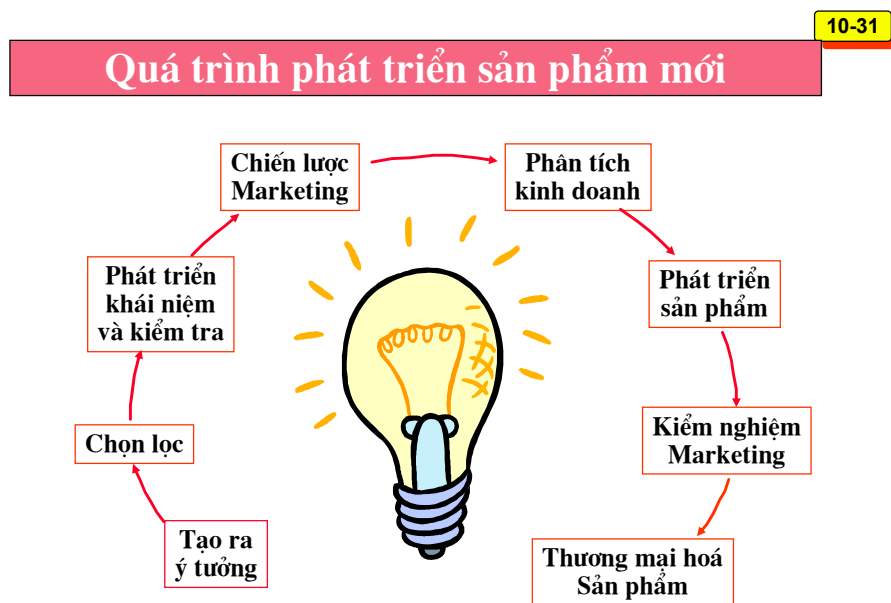 10-31
Quá trình phát triển sản phẩm mới
Chiến lược
Marketing
Phân tích
kinh doanh
Phát triển
khái niệm
và kiểm tra
Phát triển
sản phẩm
Chọn lọc
Kiểm nghiệm
Marketing
Tạo ra
ý tưởng
Thương mại hoá
Sản phẩm